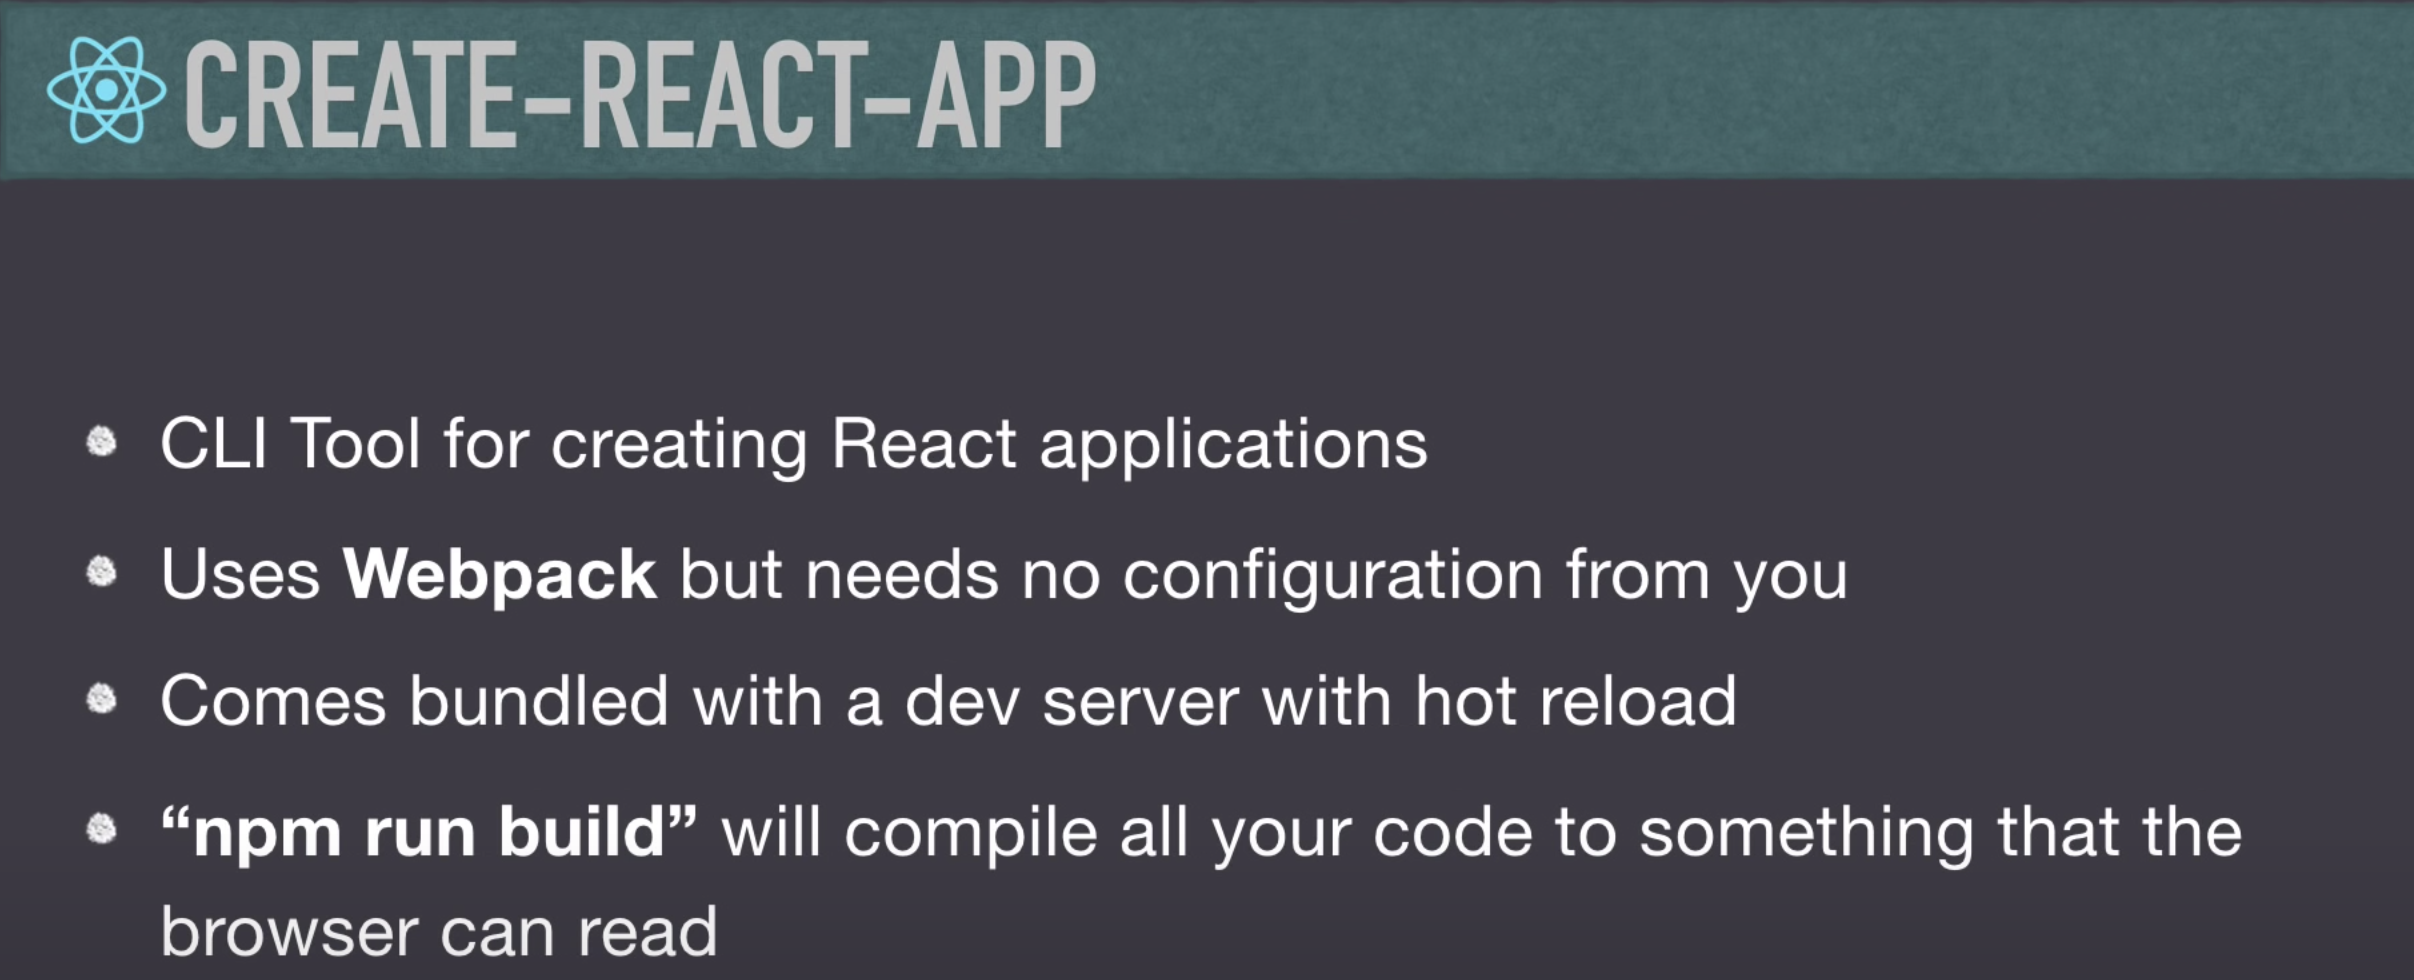 CREATE-REACT-APP
CLI Tool for creating React applications
Uses Webpack but needs no configuration from you
Comes bundled with a dev server with hot reload
“npm run build” will compile all your code to something that the
browser can read